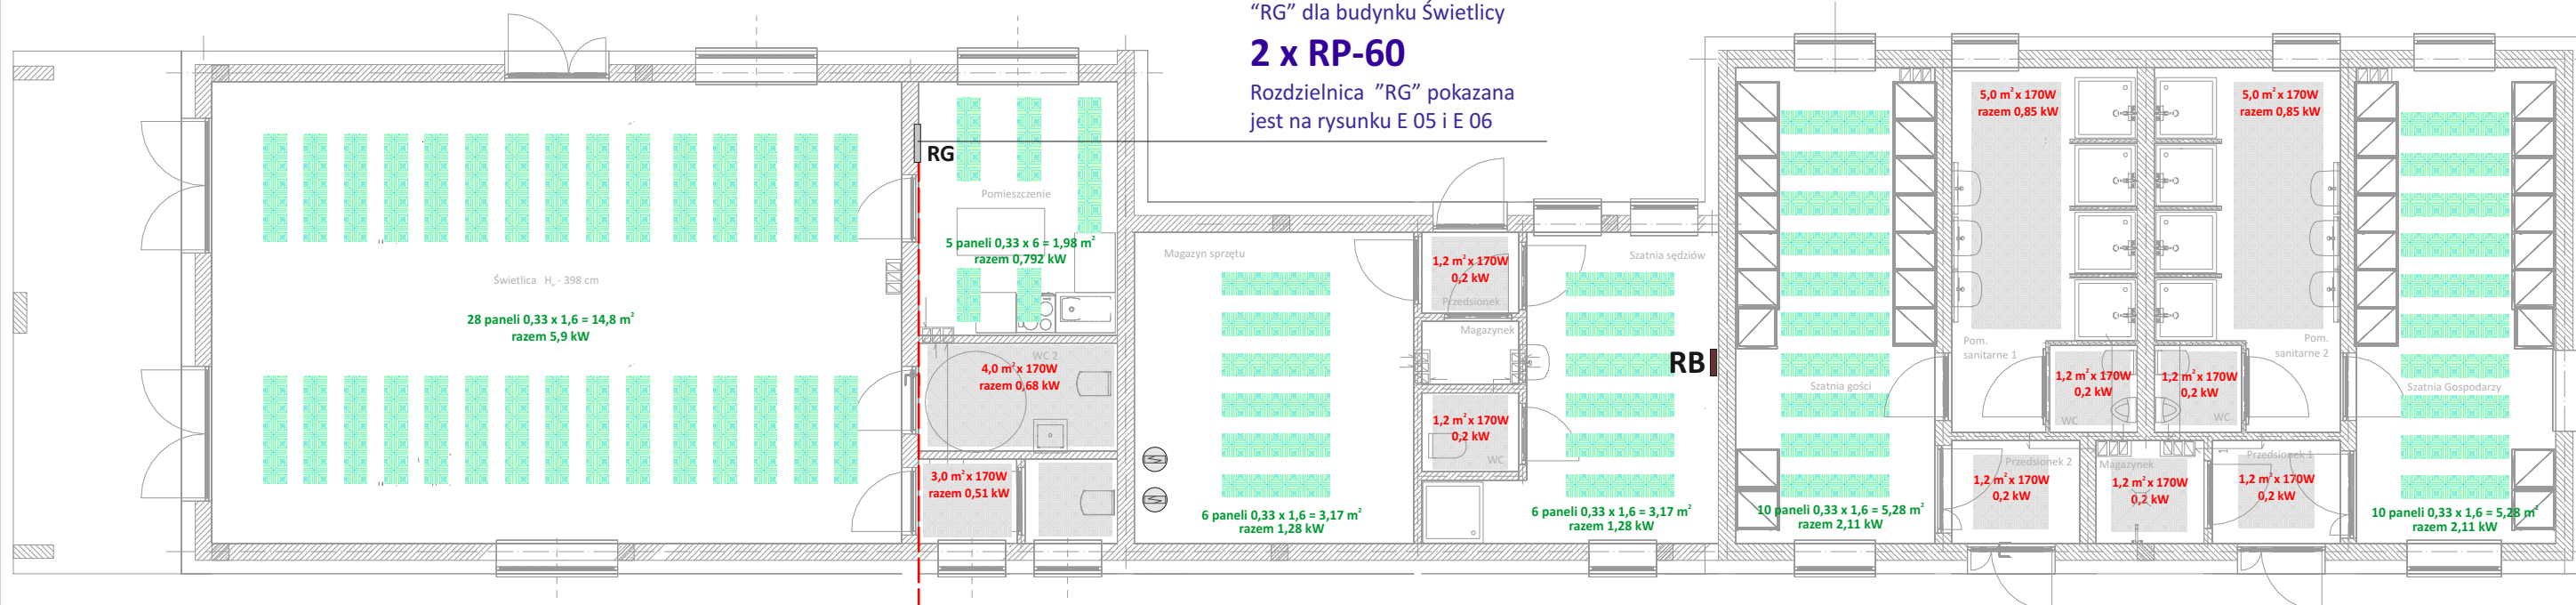 “RG” dla budynku Świetlicy
2 x RP-60
Rozdzielnica ”RG” pokazana
jest na rysunku E 05 i E 06
RG
Pomieszczenie
5 paneli 0,33 x 6 = 1,98 m²
razem 0,792 kW
Świetlica
- 398 cm
28 paneli 0,33 x 1,6 = 14,8 m²
razem 5,9 kW
WC 2
4,0 m² x 170W
razem 0,68 kW
3,0 m² x 170W
razem 0,51 kW
Magazyn sprzętu
6 paneli 0,33 x 1,6 = 3,17 m²
razem 1,28 kW
1,2 m² x 170W
0,2 kW
Przedsionek
Magazynek
1,2 m² x 170W
0,2 kW
WC
Szatnia sędziów
RB
6 paneli 0,33 x 1,6 = 3,17 m²
razem 1,28 kW
Szatnia gości
10 paneli 0,33 x 1,6 = 5,28 m²
razem 2,11 kW
5,0 m² x 170W
razem 0,85 kW
Pom.
sanitarne 1
1,2 m² x 170W
0,2 kW
WC
5,0 m² x 170W
razem 0,85 kW
Pom.
sanitarne 2
1,2 m² x 170W
0,2 kW
WC
Przedsionek 2
1,2 m² x 170W
0,2 kW
Magazynek
1,2 m² x 170W
0,2 kW
Przedsionek 1
1,2 m² x 170W
0,2 kW
Szatnia Gospodarzy
10 paneli 0,33 x 1,6 = 5,28 m²
razem 2,11 kW